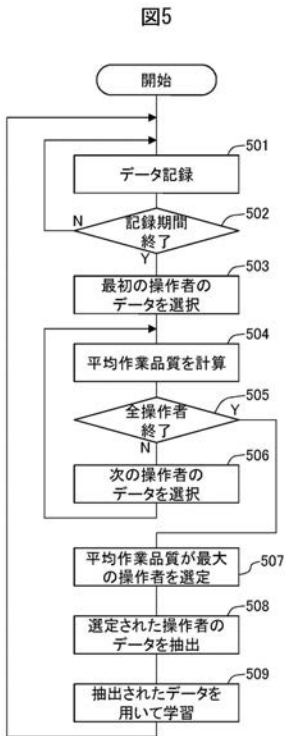 図5
開始
501
データ記録
502
記録期間
終了
N
Y
503
最初の操作者の
データを選択
504
平均作業品質を計算
505
全操作者
終了
Y
N
506
次の操作者の
データを選択
平均作業品質が最大
の操作者を選定
507
508
選定された操作者の
データを抽出
509
抽出されたデータを
用いて学習